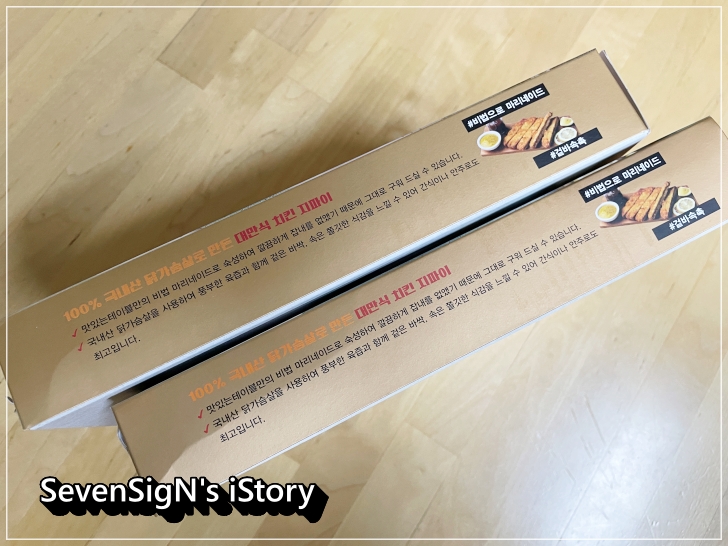 #비법으로 마리네이드
#겉바속촉
100% 국내산 닭가슴살로 만든 대만식 치킨 지파이
✓ 맛있는테이블만의 비법 마리네이드로 숙성하여 깔끔하게 잡내를 없앴기 때문에 그대로 구워 드실 수 있습니다.
✓ 국내산 닭가슴살을 사용하여 풍부한 육즙과 함께 겉은 바싹, 속은 쫄깃한 식감을 느낄 수 있어 간식이나 안주로도
최고입니다.
#비법으로 마리네이드
#겉바속촉
100% 국내산 닭가슴살로 만든 대만식 치킨 지파이
✓ 맛있는테이블만의 비법 마리네이드로 숙성하여 깔끔하게 잡내를 없앴기 때문에 그대로 구워 드실 수 있습니다.
✓ 국내산 닭가슴살을 사용하여 풍부한 육즙과 함께 겉은 바싹, 속은 쫄깃한 식감을 느낄 수 있어 간식이나 안주로도
최고입니다.
SevenSigN's iStory